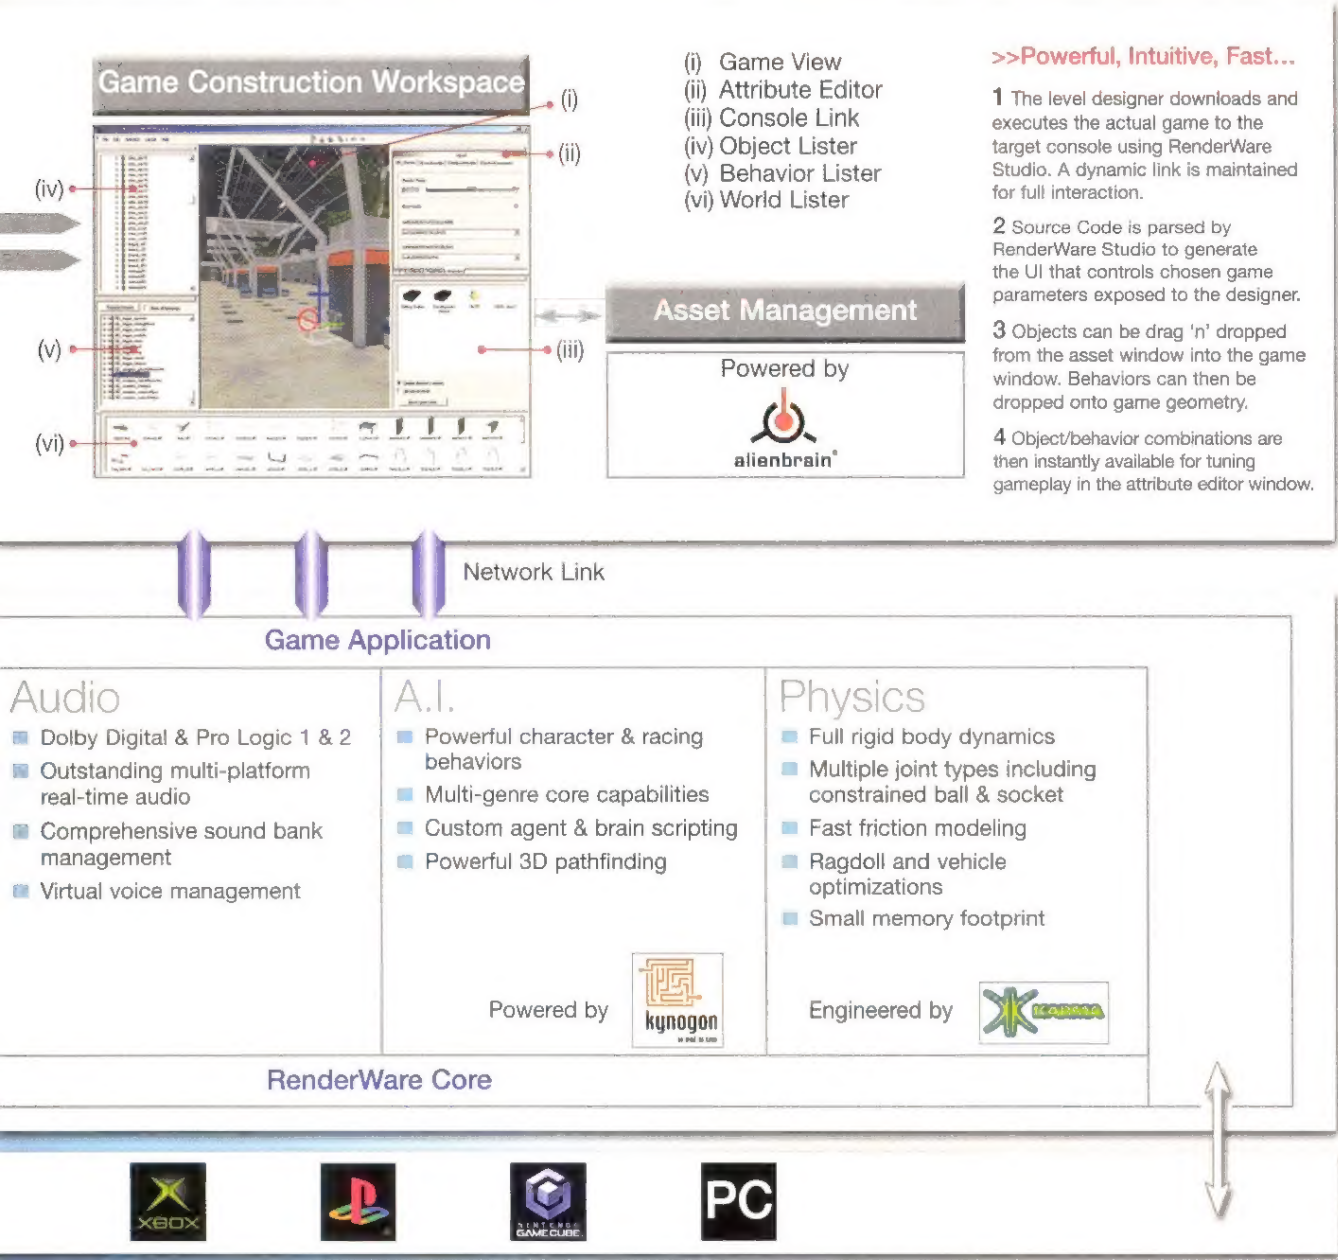 Game Construction Workspace
(i)
(ii)
(iii)
(iv)
(v)
(vi)
(i) Game View
(ii) Attribute Editor
(iii) Console Link
(iv) Object Lister
(v) Behavior Lister
(vi) World Lister
Asset Management
Powered by
alienbrain
>>Powerful, Intuitive, Fast...
1 The level designer downloads and
executes the actual game to the
target console using RenderWare
Studio. A dynamic link is maintained
for full interaction.
2 Source Code is parsed by
RenderWare Studio to generate
the UI that controls chosen game
parameters exposed to the designer.
3 Objects can be drag 'n' dropped
from the asset window into the game
window. Behaviors can then be
dropped onto game geometry.
4 Object/behavior combinations are
then instantly available for tuning
gameplay in the attribute editor window.
Network Link
Game Application
Audio
Dolby Digital & Pro Logic 1 & 2
Outstanding multi-platform
real-time audio
Comprehensive sound bank
management
Virtual voice management
A.I.
Powerful character & racing
behaviors
Multi-genre core capabilities
Custom agent & brain scripting
Powerful 3D pathfinding
Powered by
kynogon
Physics
Full rigid body dynamics
Multiple joint types including
constrained ball & socket
Fast friction modeling
Ragdoll and vehicle
optimizations
Small memory footprint
Engineered by
KARMA
RenderWare Core
XBOX
NINTENDO
GAMECUBE
PC